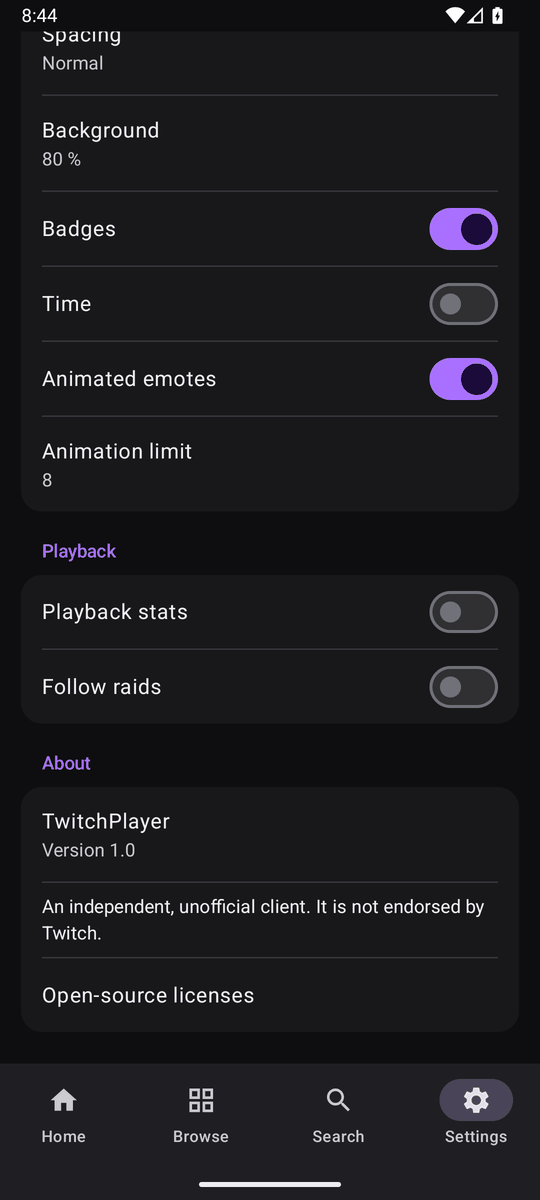 8:44
Spacing
Normal
Background
80 %
Badges
Time
Animated emotes
Animation limit
8
Playback
Playback stats
Follow raids
About
TwitchPlayer
Version 1.0
An independent, unofficial client. It is not endorsed by
Twitch.
Open-source licenses
Home
Browse
Search
Settings